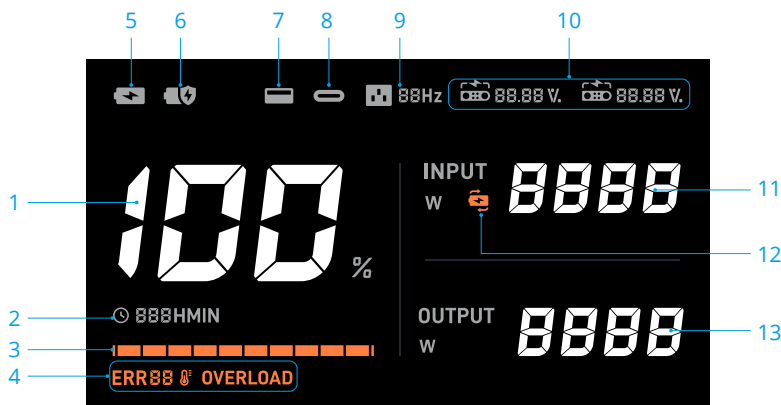 5 6 7 8 9 10
88Hz 88.88 V. 88.88 V.
1 100 %
INPUT
W 8888 11
12
2 888HMIN
3
OUTPUT
W 8888 13
4 ERR88 OVERLOAD